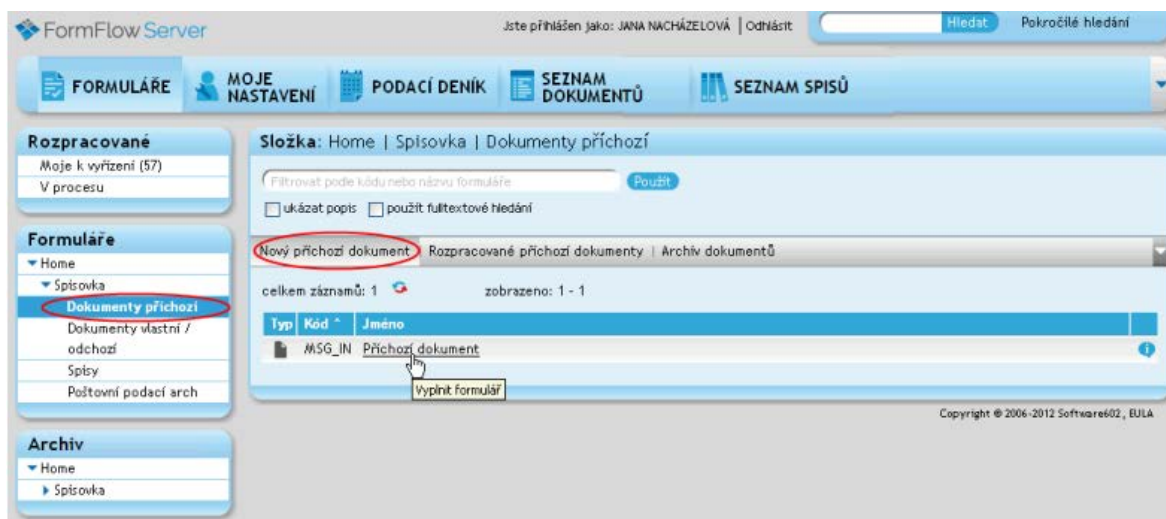 FormFlow Server
Jste přihlášen jako: JANA NACHÁZELOVÁ | Odhlásit
Hledat
Pokročilé hledání
FORMULÁŘE
MOJE
NASTAVENÍ
PODACÍ DENÍK
SEZNAM
DOKUMENTŮ
SEZNAM SPISŮ
Rozpracované
Moje k vyřízení (57)
V procesu
Formuláře
Home
Spisovka
Dokumenty příchozí
Dokumenty vlastní /
odchozí
Spisy
Poštovní podací arch
Archiv
Home
Spisovka
Složka: Home | Spisovka | Dokumenty příchozí
Filtrovat podle kódu nebo názvu formuláře
Použít
ukázat popis
použít fulltextové hledání
Nový příchozí dokument | Rozpracované příchozí dokumenty | Archiv dokumentů
celkem záznamů: 1
zobrazeno: 1 - 1
Typ Kód ^ Jméno
MSG_IN Příchozí dokument
Vyplnit formulář
Copyright © 2006-2012 Software602, EULA